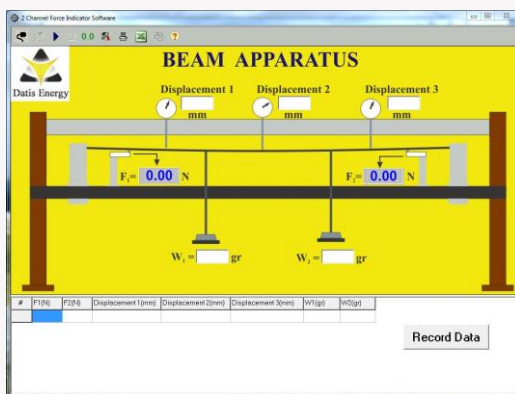 2 Channel Force Indicator Software
0.0
BEAM APPARATUS
Datis Energy
Displacement 1 Displacement 2 Displacement 3
mm mm mm
F₁= 0.00 N F₂= 0.00 N
W₁= gr W₂= gr
# F1(N) F2(N) Displacement 1(mm) Displacement 2(mm) Displacement 3(mm) W1(gr) W2(gr)
Record Data